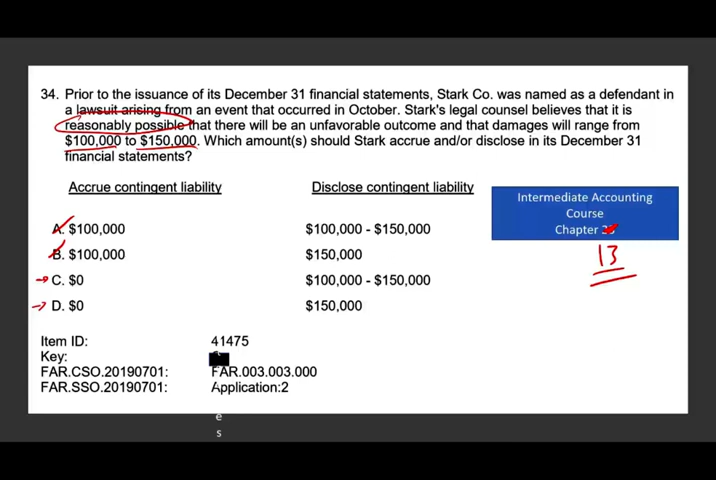 34. Prior to the issuance of its December 31 financial statements, Stark Co. was named as a defendant in
a lawsuit arising from an event that occurred in October. Stark's legal counsel believes that it is
reasonably possible that there will be an unfavorable outcome and that damages will range from
$100,000 to $150,000. Which amount(s) should Stark accrue and/or disclose in its December 31
financial statements?
Accrue contingent liability Disclose contingent liability
A. $100,000 $100,000 - $150,000
B. $100,000 $150,000
C. $0 $100,000 - $150,000
D. $0 $150,000
Intermediate Accounting
Course
Chapter
13
Item ID: 41475
Key:
FAR.CSO.20190701: FAR.003.003.000
FAR.SSO.20190701: Application:2
e
s